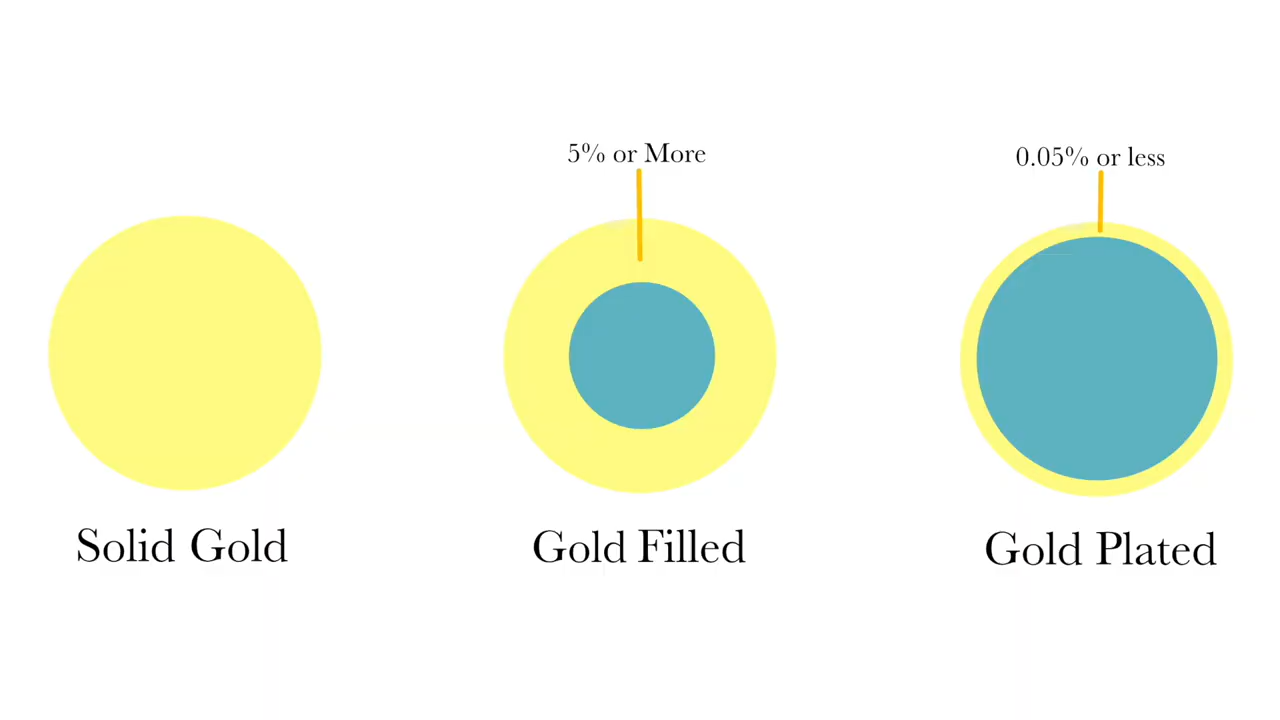 5% or More
0.05% or less
Solid Gold
Gold Filled
Gold Plated